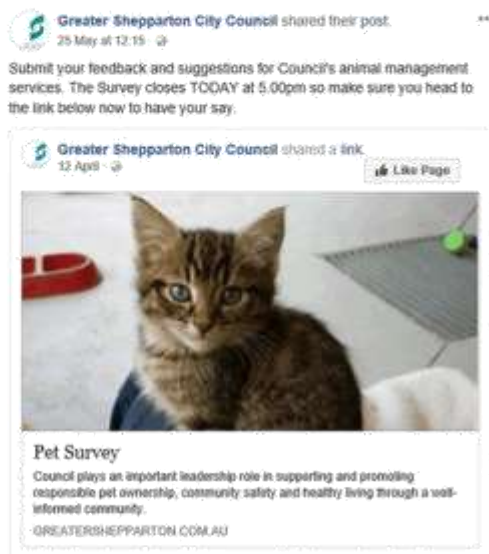 Greater Shepparton City Council shared their post.
25 May at 12:15
Submit your feedback and suggestions for Council's animal management
services. The Survey closes TODAY at 5.00pm so make sure you head to
the link below now to have your say.
Greater Shepparton City Council shared a link.
12 April
Like Page
Pet Survey
Council plays an important leadership role in supporting and promoting
responsible pet ownership, community safety and healthy living through a well-
informed community.
GREATERSHEPPARTON.COM.AU